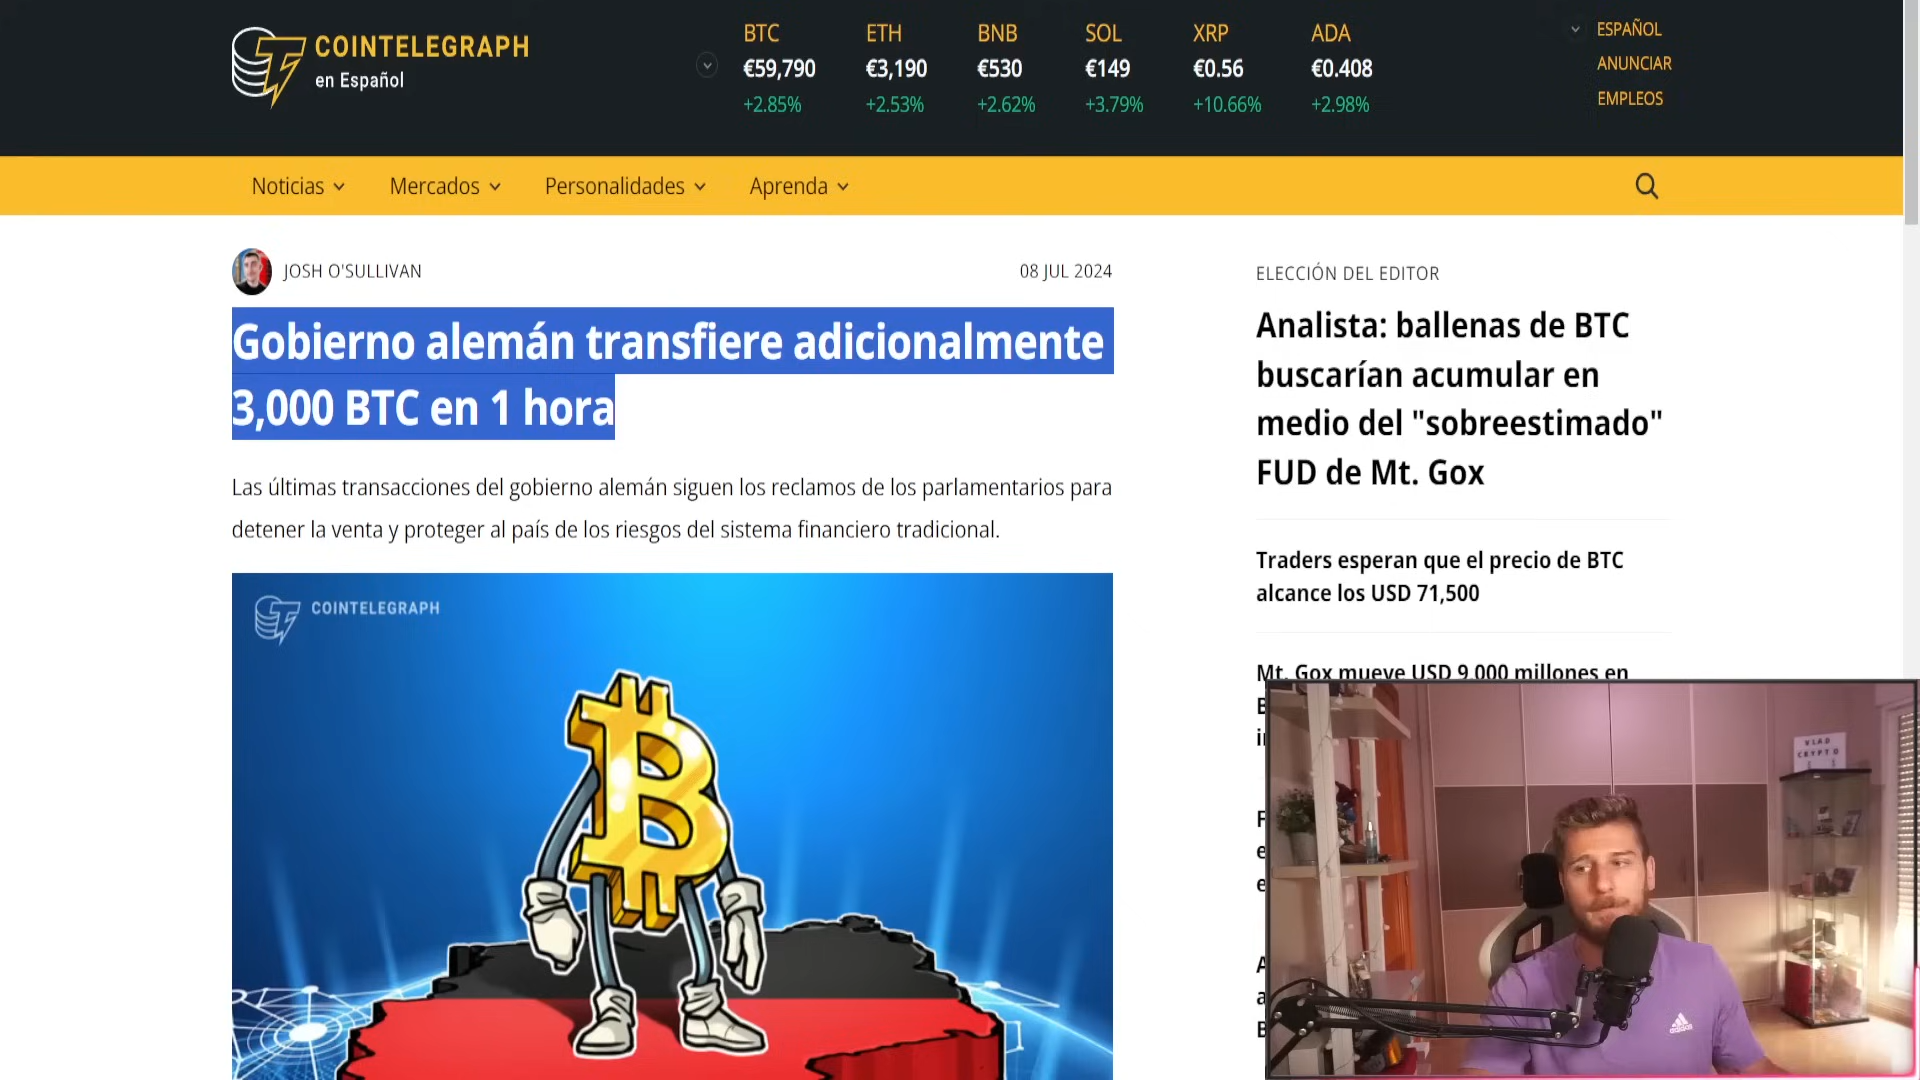 COINTELEGRAPH
en Español
BTC
€59,790
+2.85%
ETH
€3,190
+2.53%
BNB
€530
+2.62%
SOL
€149
+3.79%
XRP
€0.56
+10.66%
ADA
€0.408
+2.98%
ESPAÑOL
ANUNCIAR
EMPLEOS
Noticias
Mercados
Personalidades
Aprenda
JOSH O'SULLIVAN
08 JUL 2024
Gobierno alemán transfiere adicionalmente
3,000 BTC en 1 hora
Las últimas transacciones del gobierno alemán siguen los reclamos de los parlamentarios para
detener la venta y proteger al país de los riesgos del sistema financiero tradicional.
COINTELEGRAPH
ELECCIÓN DEL EDITOR
Analista: ballenas de BTC
buscarían acumular en
medio del "sobreestimado"
FUD de Mt. Gox
Traders esperan que el precio de BTC
alcance los USD 71,500
Mt. Gox mueve USD 9 000 millones en
VLAD
CRYPTO
adidas